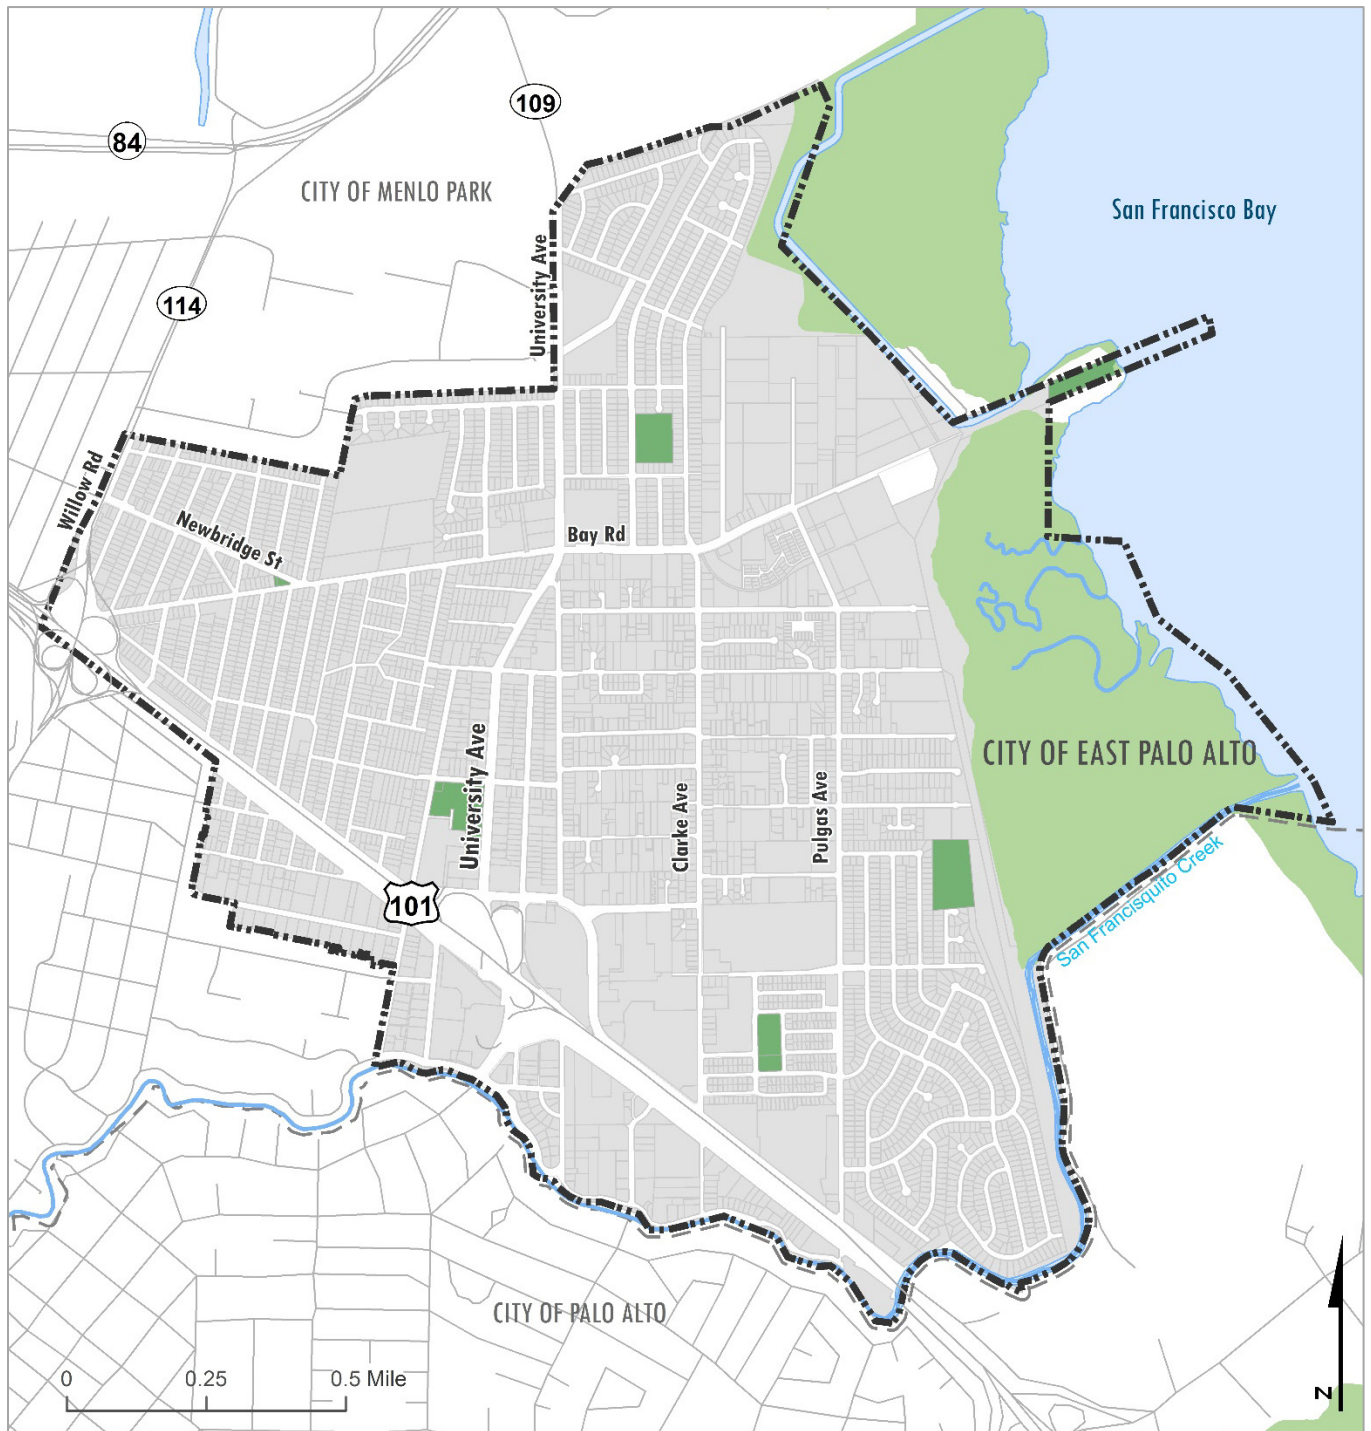 109
84
CITY OF MENLO PARK
San Francisco Bay
University Ave
114
Willow Rd
Newbridge St
Bay Rd
University Ave
Clarke Ave
Pulgas Ave
CITY OF EAST PALO ALTO
San Francisquito Creek
101
CITY OF PALO ALTO
0 0.25 0.5 Mile
N